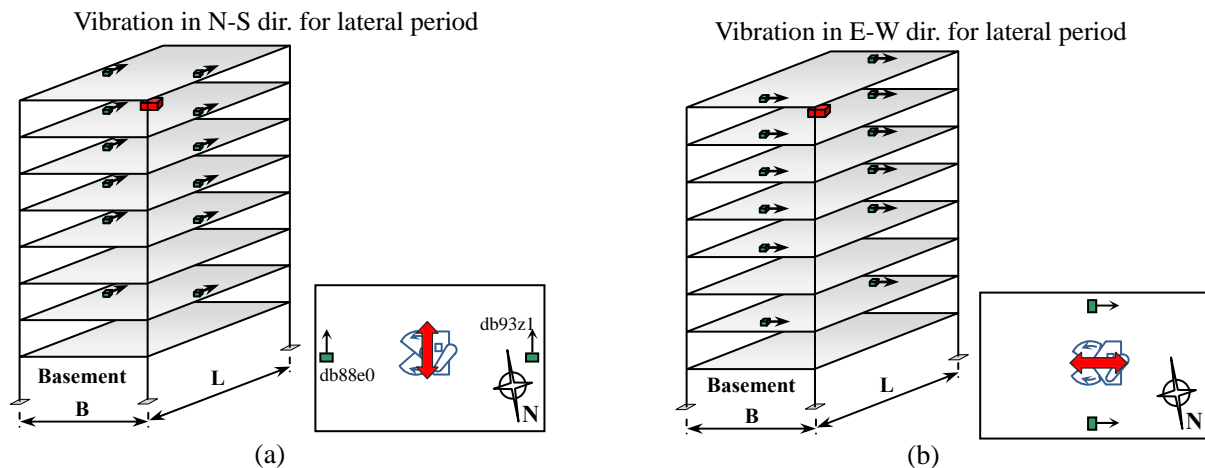 Vibration in N-S dir. for lateral period
Basement
B
L
db88e0
db93z1
N
(a)
Vibration in E-W dir. for lateral period
Basement
B
L
N
(b)